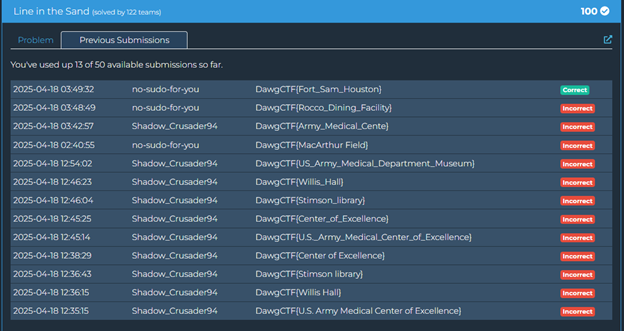 Line in the Sand (solved by 122 teams) 100
Problem Previous Submissions
You've used up 13 of 50 available submissions so far.
2025-04-18 03:49:32 no-sudo-for-you DawgCTF{Fort_Sam_Houston} Correct
2025-04-18 03:48:49 no-sudo-for-you DawgCTF{Rocco_Dining_Facility} Incorrect
2025-04-18 03:42:57 Shadow_Crusader94 DawgCTF{Army_Medical_Cente} Incorrect
2025-04-18 02:40:55 no-sudo-for-you DawgCTF{MacArthur Field} Incorrect
2025-04-18 12:54:02 Shadow_Crusader94 DawgCTF{US_Army_Medical_Department_Museum} Incorrect
2025-04-18 12:46:23 Shadow_Crusader94 DawgCTF{Willis_Hall} Incorrect
2025-04-18 12:46:04 Shadow_Crusader94 DawgCTF{Stimson_library} Incorrect
2025-04-18 12:45:25 Shadow_Crusader94 DawgCTF{Center_of_Excellence} Incorrect
2025-04-18 12:45:14 Shadow_Crusader94 DawgCTF{U.S._Army_Medical_Center_of_Excellence} Incorrect
2025-04-18 12:38:29 Shadow_Crusader94 DawgCTF{Center of Excellence} Incorrect
2025-04-18 12:36:43 Shadow_Crusader94 DawgCTF{Stimson library} Incorrect
2025-04-18 12:36:15 Shadow_Crusader94 DawgCTF{Willis Hall} Incorrect
2025-04-18 12:35:15 Shadow_Crusader94 DawgCTF{U.S. Army Medical Center of Excellence} Incorrect